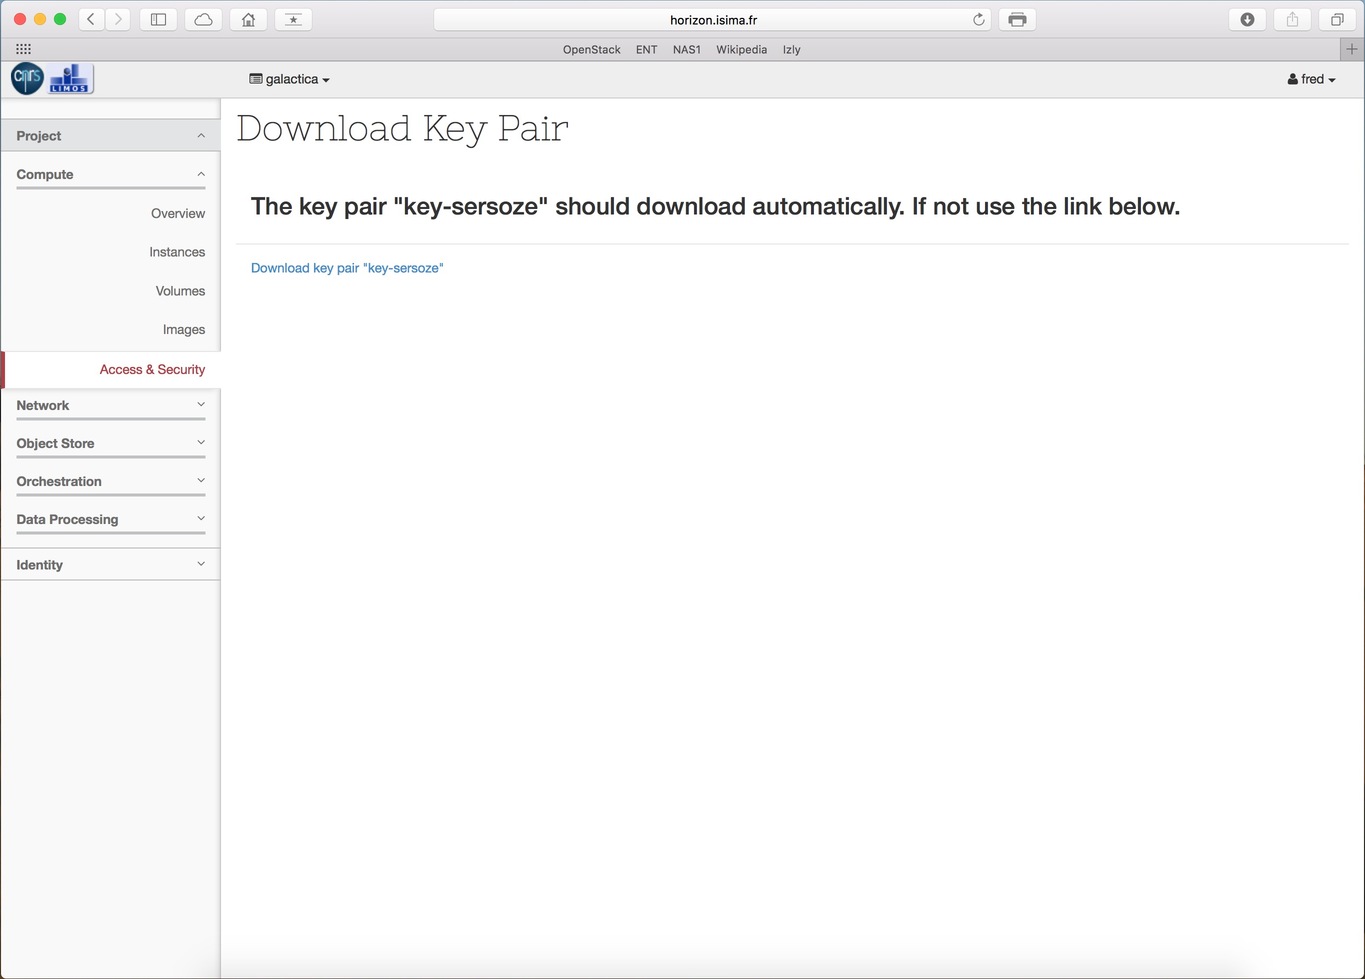 horizon.isima.fr
OpenStack ENT NAS1 Wikipedia Izly
cnrs LIMOS galactica fred
Project
Download Key Pair
Compute
Overview
The key pair "key-sersoze" should download automatically. If not use the link below.
Instances
Download key pair "key-sersoze"
Volumes
Images
Access & Security
Network
Object Store
Orchestration
Data Processing
Identity